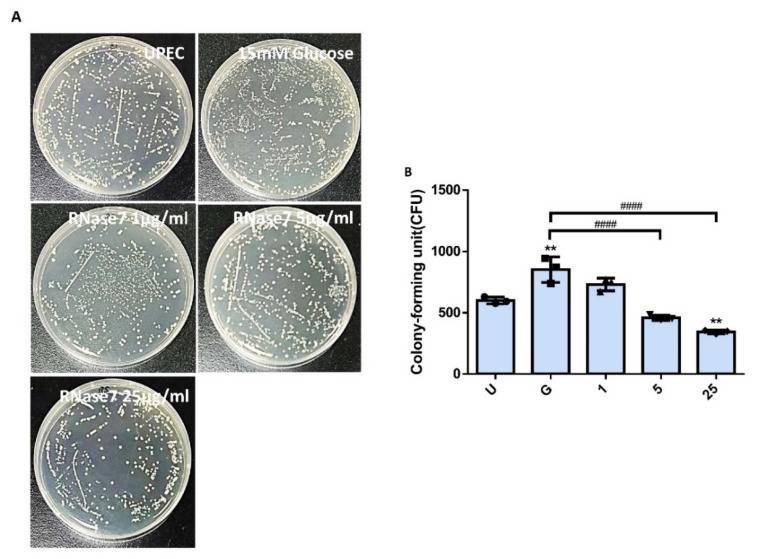 A
UPEC
15mM Glucose
RNase7 1μg/ml
RNase7 5μg/ml
RNase7 25μg/ml
B
Colony-forming unit(CFU)
1500
1000
500
0
####
####
**
**
U
G
1
5
25